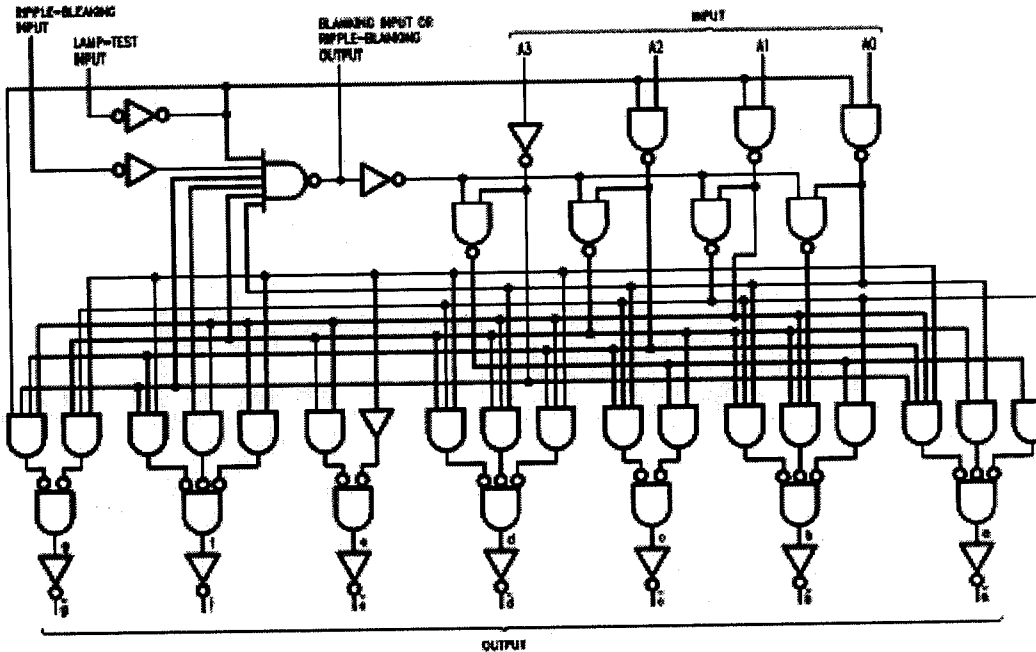 RIPPLE-BLEAKING
INPUT
LAMP-TEST
INPUT
BLANKING INPUT OR
RIPPLE-BLANKING
OUTPUT
INPUT
A3
A2
A1
A0
g
f
e
d
c
b
a
g̅
f̅
e̅
d̅
c̅
b̅
a̅
OUTPUT